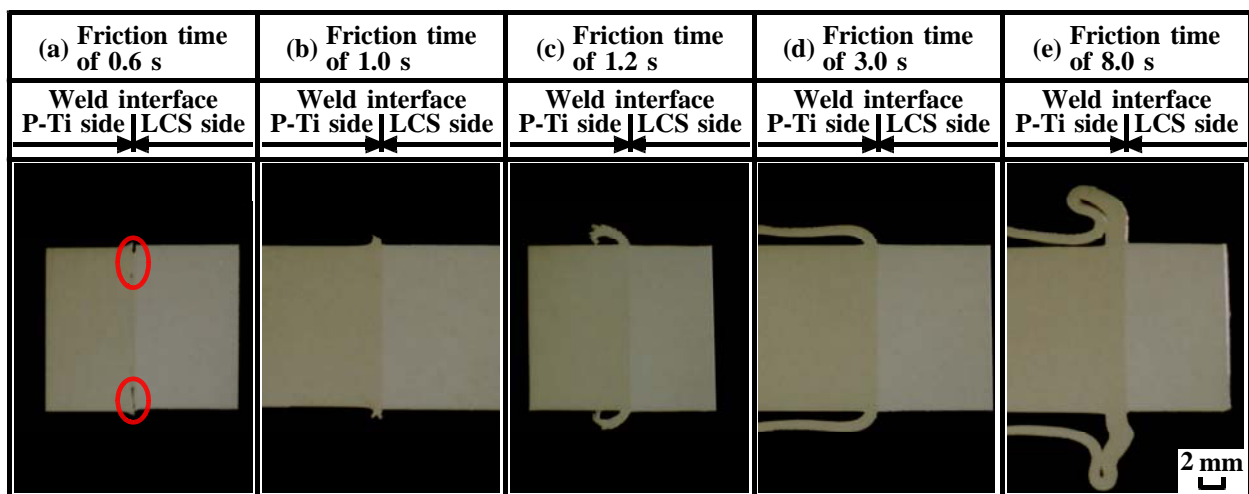 (a) Friction time of 0.6 s
(b) Friction time of 1.0 s
(c) Friction time of 1.2 s
(d) Friction time of 3.0 s
(e) Friction time of 8.0 s
Weld interface
P-Ti side LCS side
Weld interface
P-Ti side LCS side
Weld interface
P-Ti side LCS side
Weld interface
P-Ti side LCS side
Weld interface
P-Ti side LCS side
2 mm